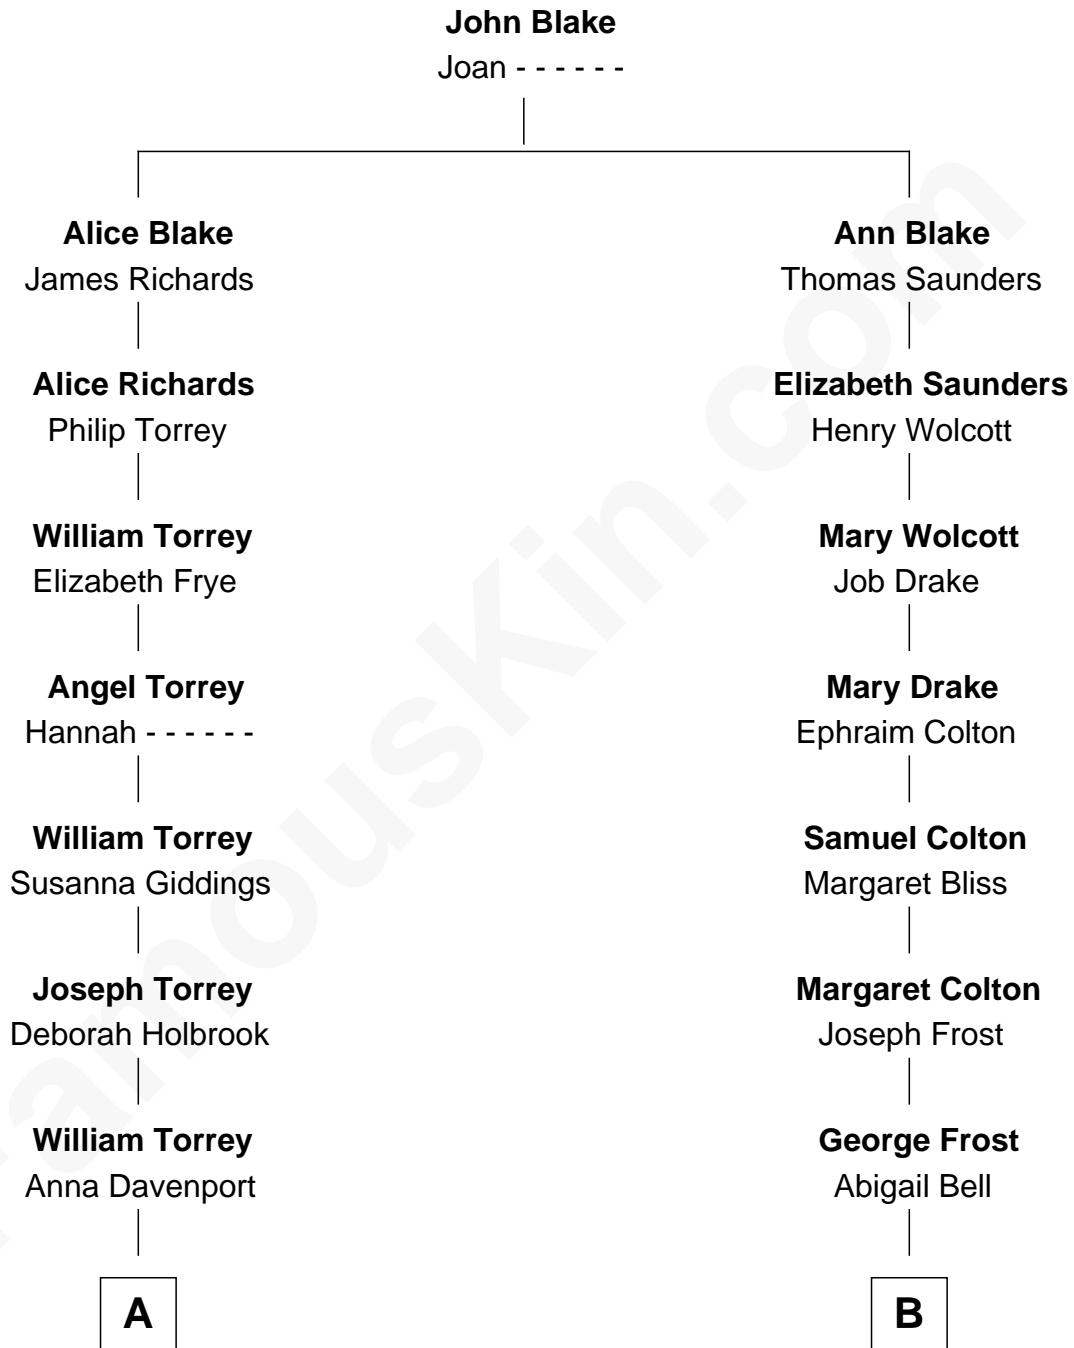 John Blake
Joan - - - - - -
Alice Blake
James Richards
Alice Richards
Philip Torrey
William Torrey
Elizabeth Frye
Angel Torrey
Hannah - - - - - -
William Torrey
Susanna Giddings
Joseph Torrey
Deborah Holbrook
William Torrey
Anna Davenport
A
Ann Blake
Thomas Saunders
Elizabeth Saunders
Henry Wolcott
Mary Wolcott
Job Drake
Mary Drake
Ephraim Colton
Samuel Colton
Margaret Bliss
Margaret Colton
Joseph Frost
George Frost
Abigail Bell
B
FamousKin.com